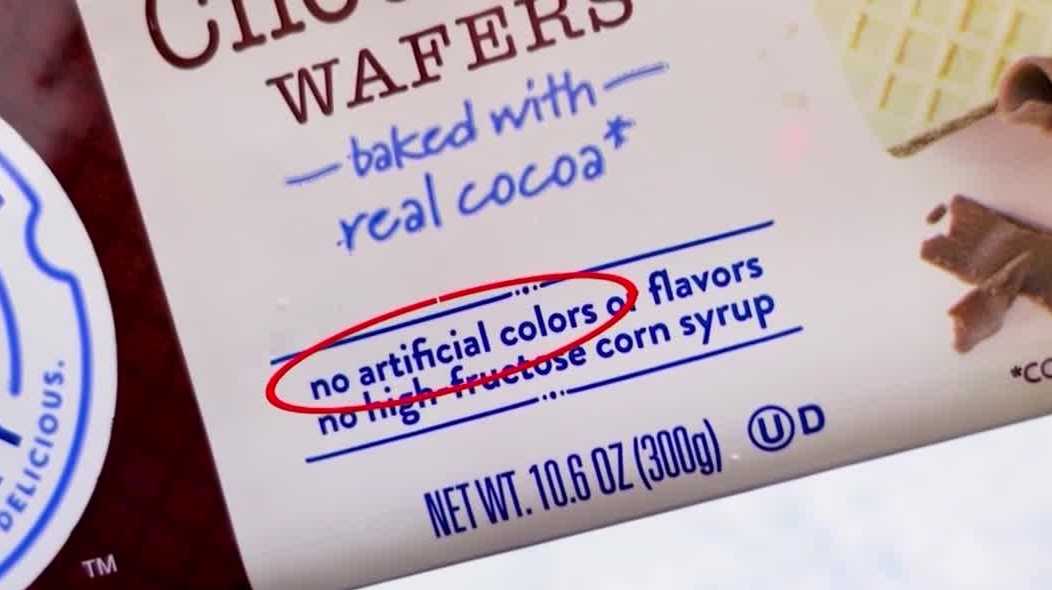 WAFERS
baked with
real cocoa*
no artificial colors or flavors
no high-fructose corn syrup
NET WT. 10.6 OZ (300g) U D
DELICIOUS.
TM